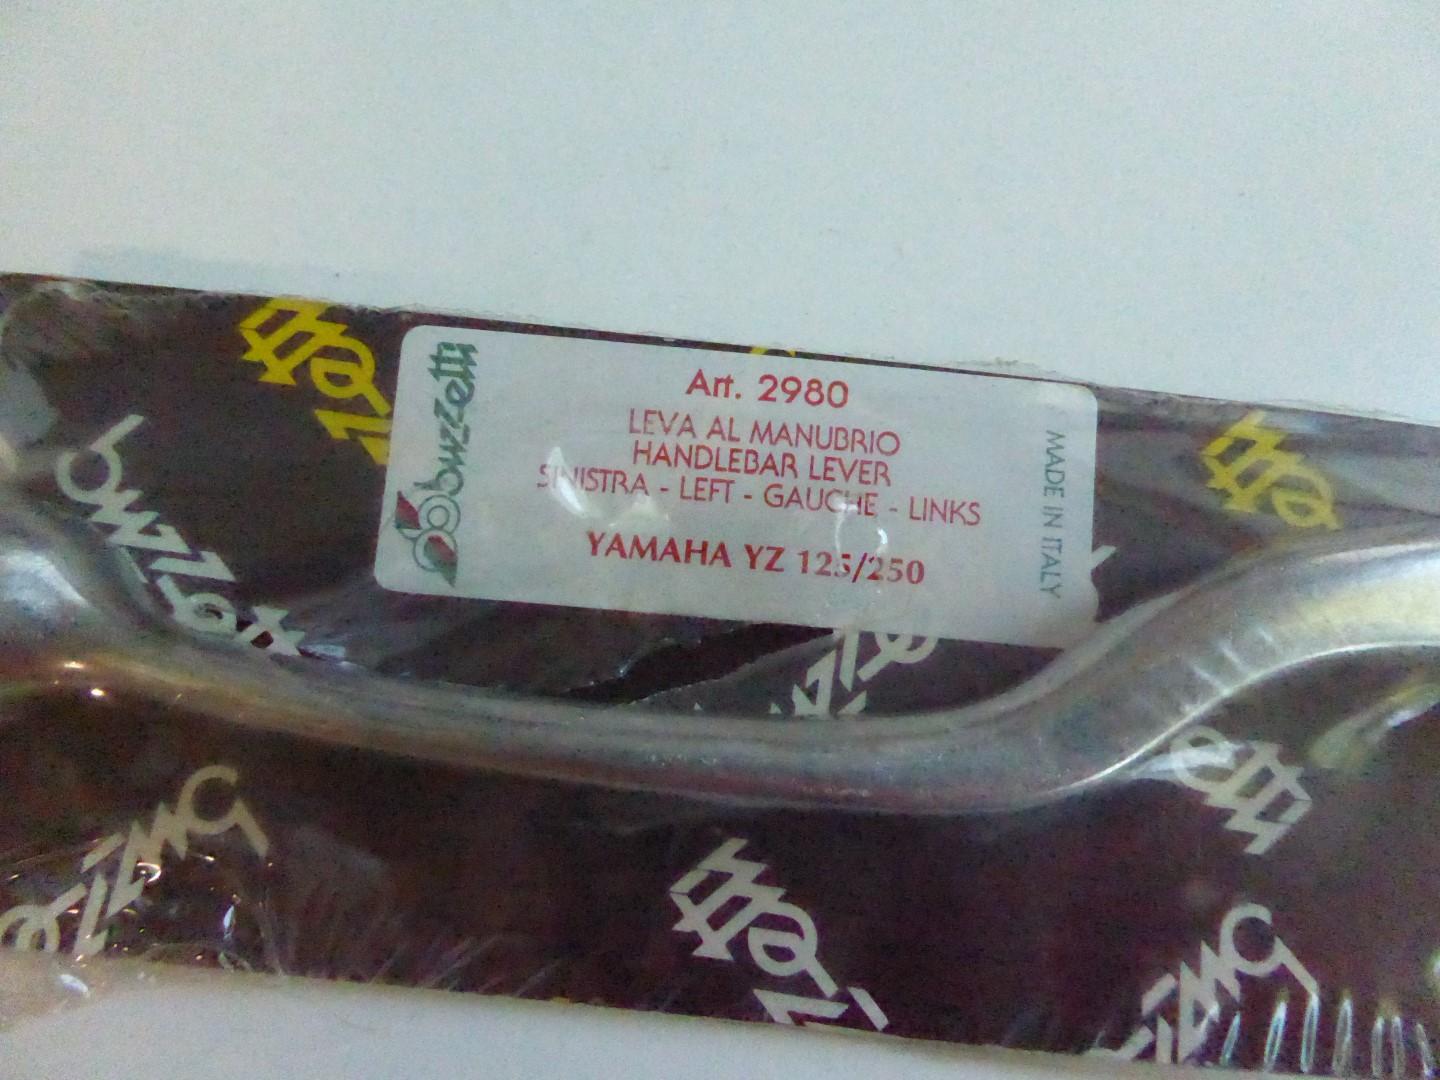 buzzetti
Art. 2980
LEVA AL MANUBRIO
HANDLEBAR LEVER
SINISTRA - LEFT - GAUCHE - LINKS
YAMAHA YZ 125/250
MADE IN ITALY
buzzetti